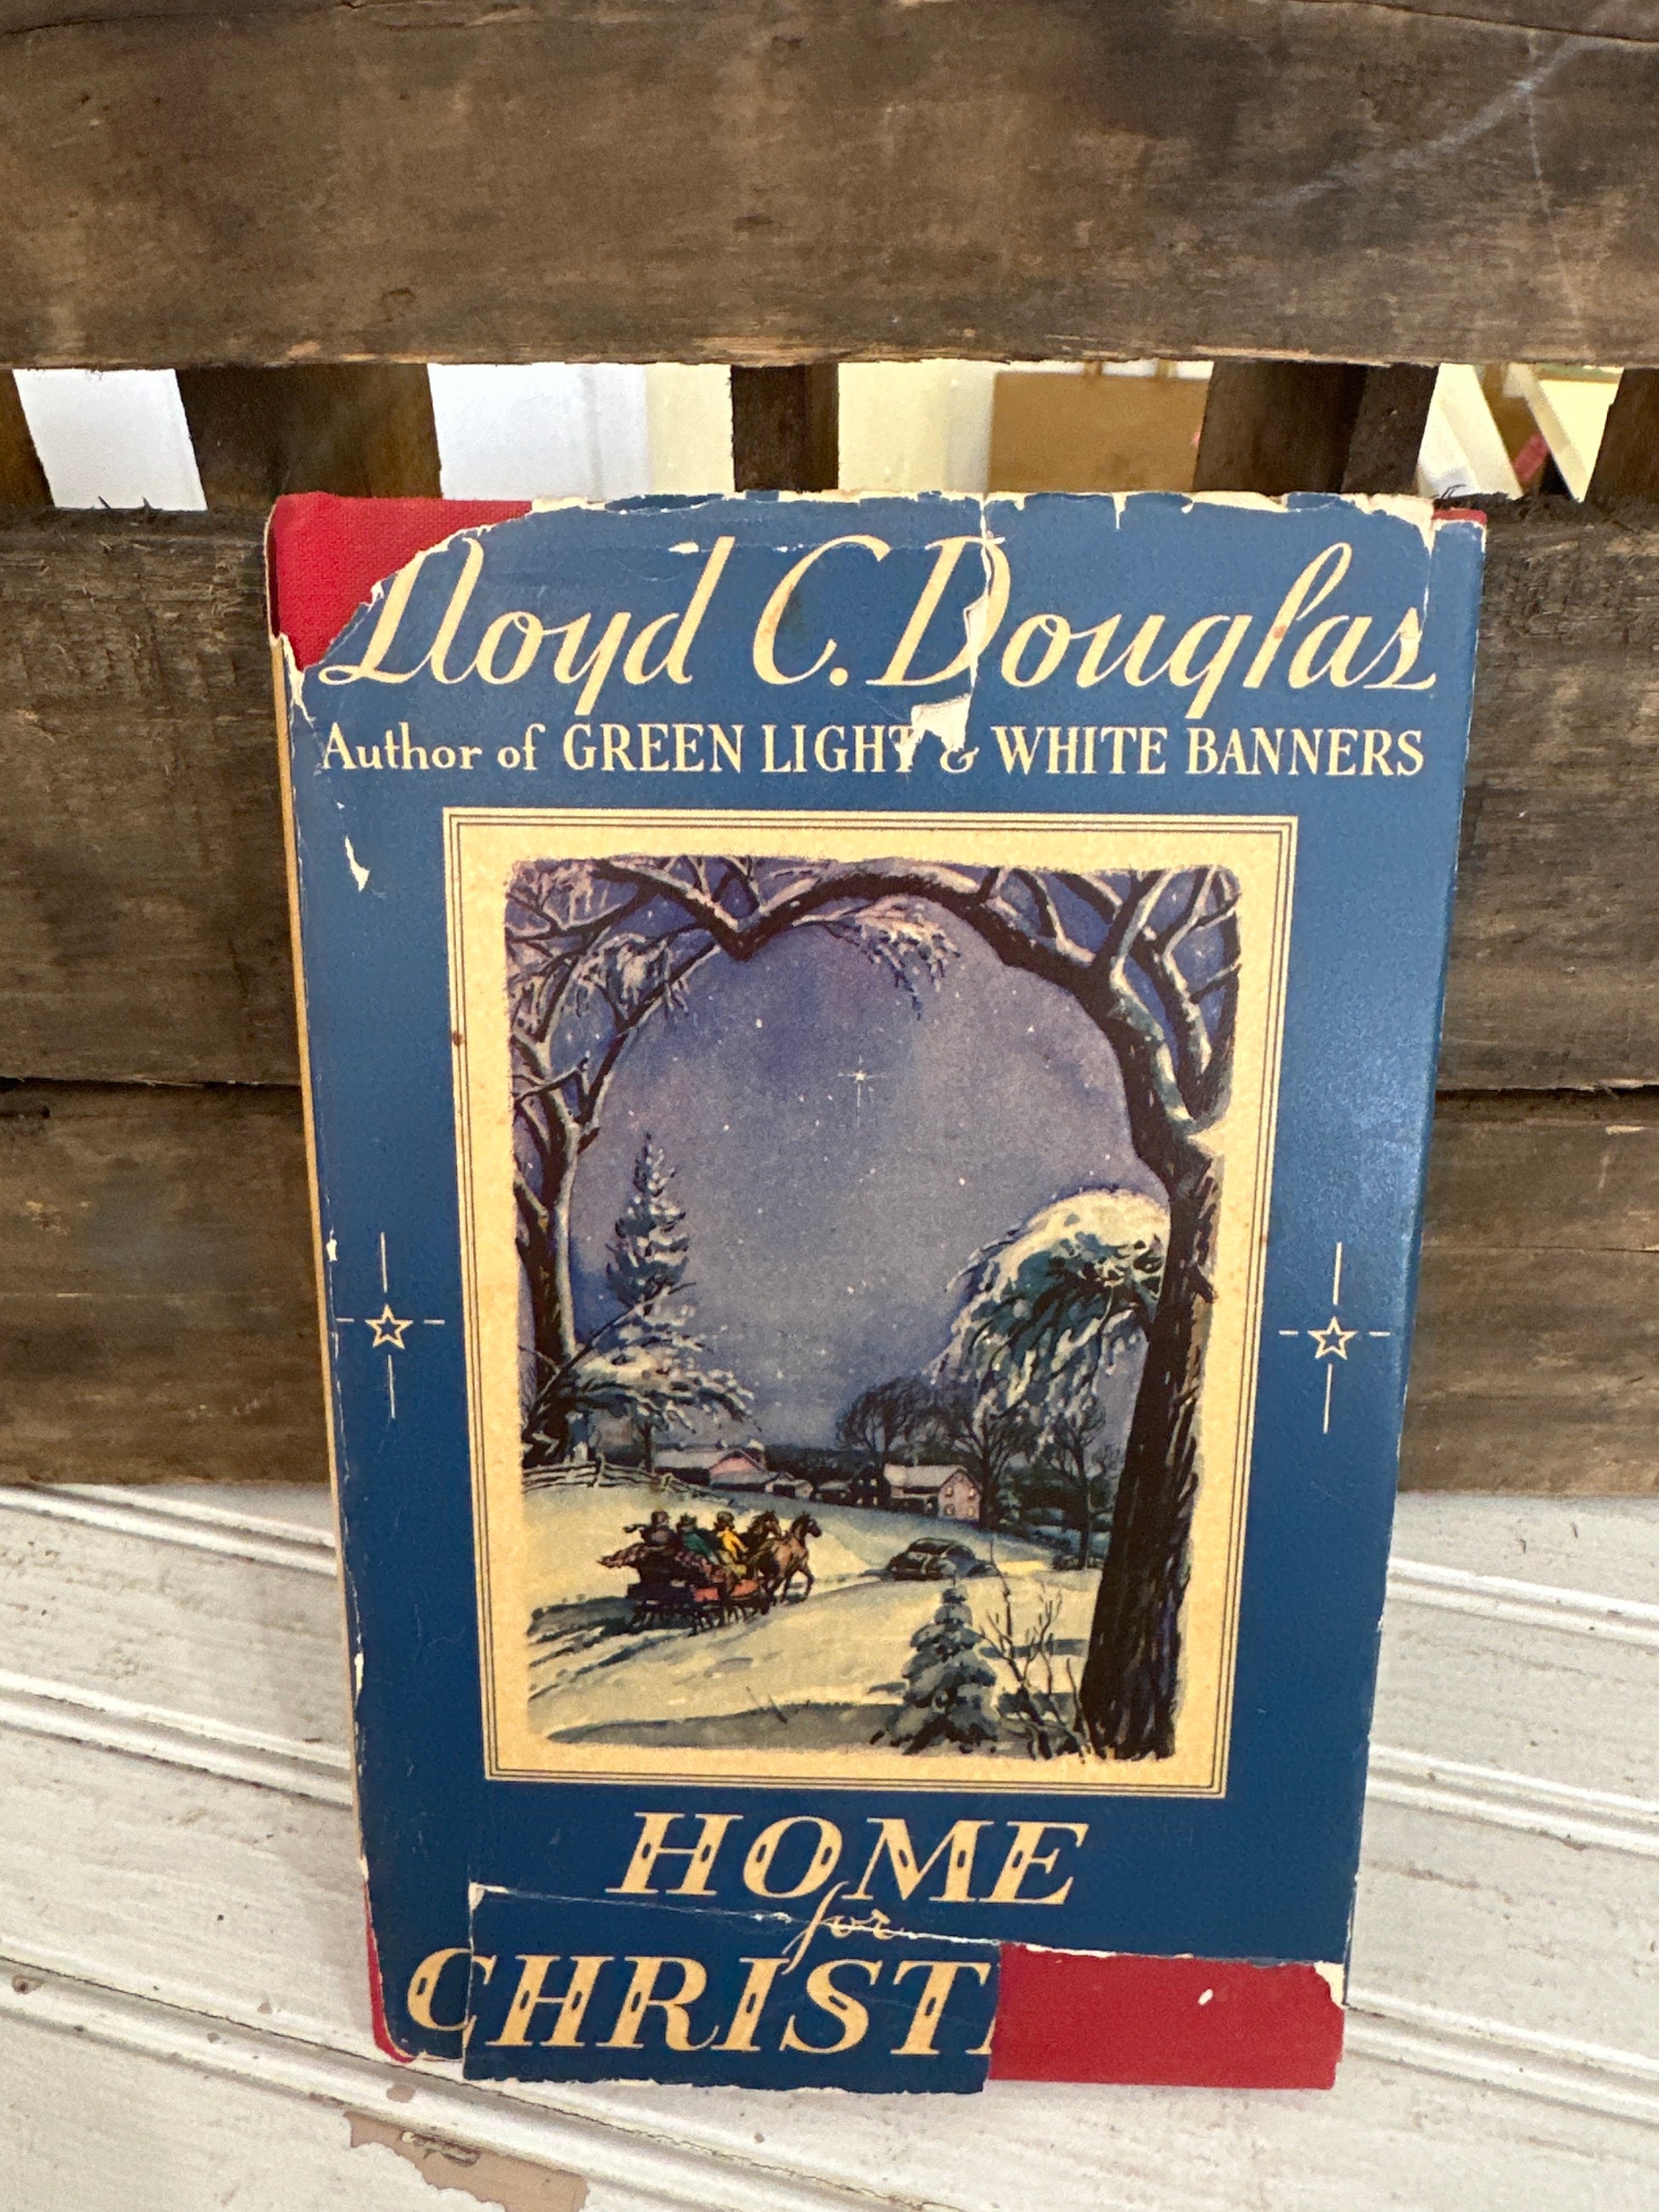 Lloyd C. Douglas
Author of GREEN LIGHT & WHITE BANNERS
HOME
for
CHRIST